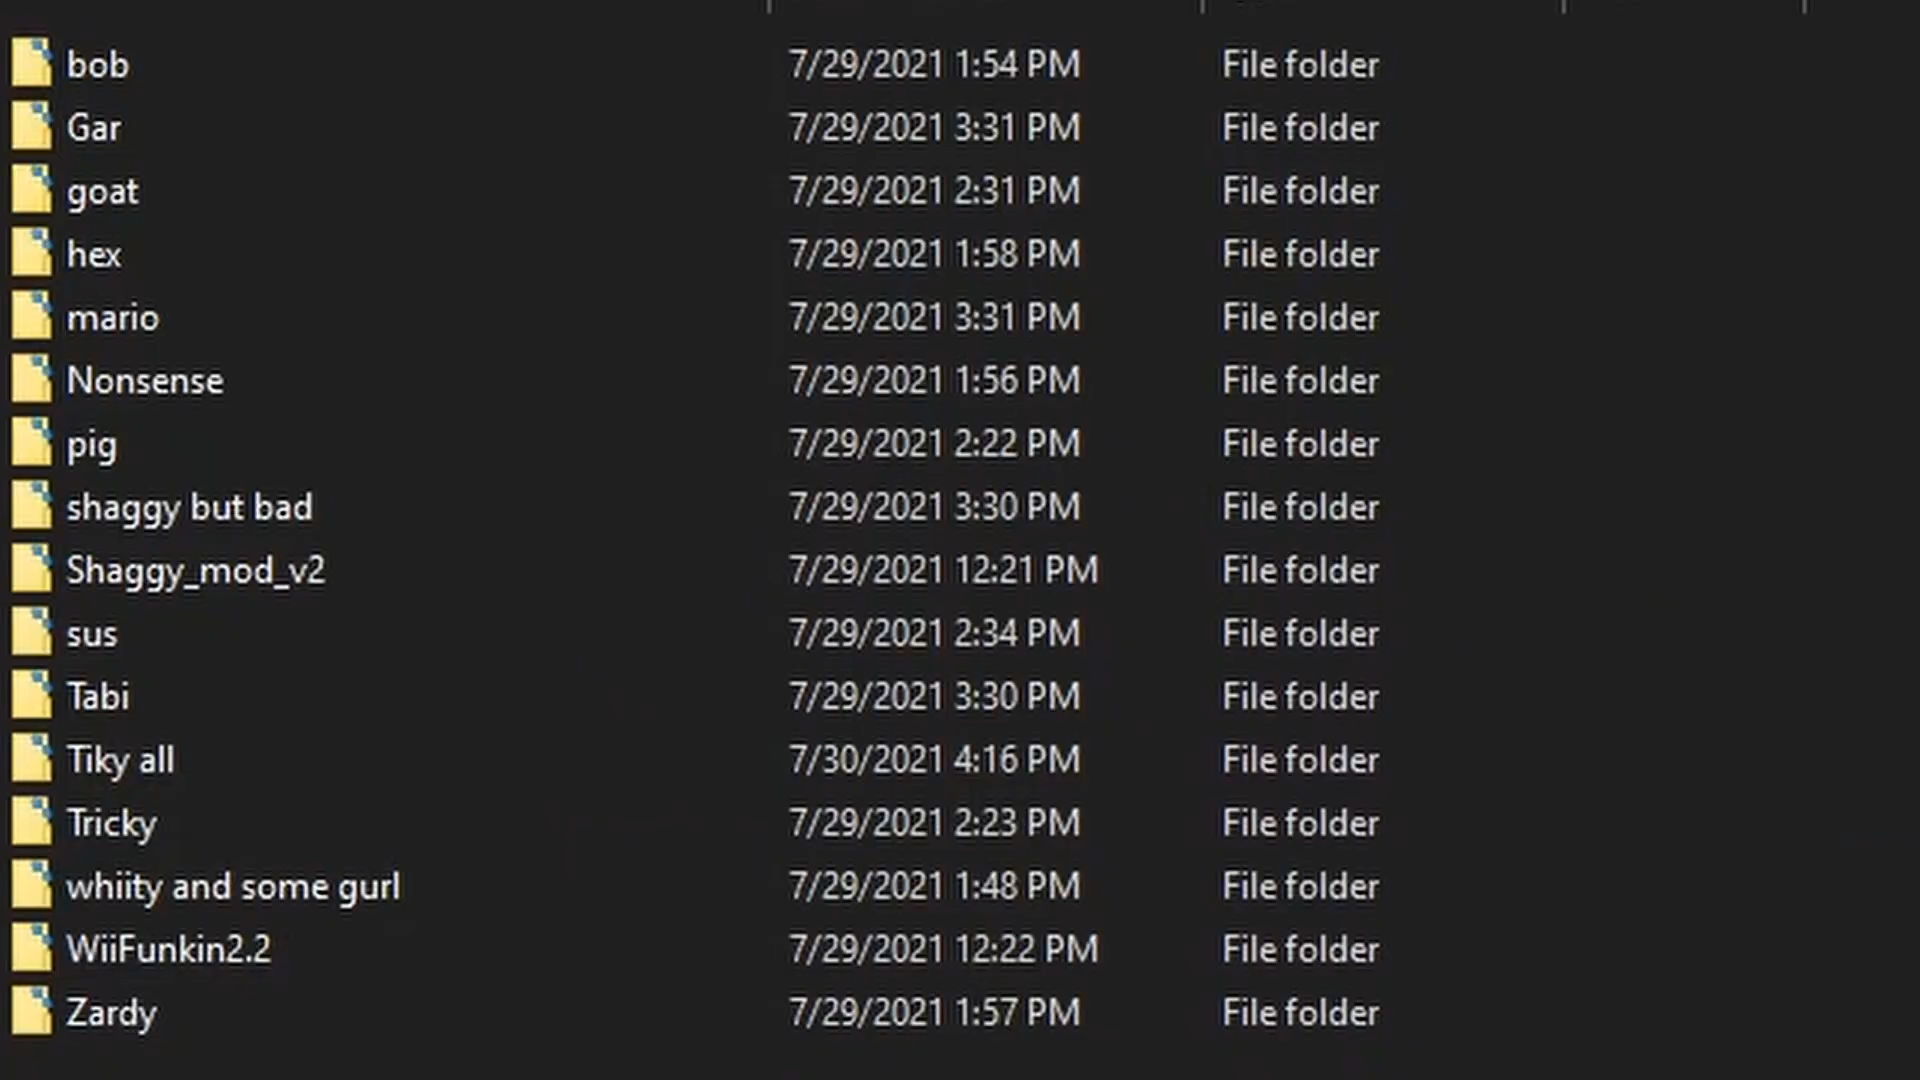 bob 7/29/2021 1:54 PM File folder
Gar 7/29/2021 3:31 PM File folder
goat 7/29/2021 2:31 PM File folder
hex 7/29/2021 1:58 PM File folder
mario 7/29/2021 3:31 PM File folder
Nonsense 7/29/2021 1:56 PM File folder
pig 7/29/2021 2:22 PM File folder
shaggy but bad 7/29/2021 3:30 PM File folder
Shaggy_mod_v2 7/29/2021 12:21 PM File folder
sus 7/29/2021 2:34 PM File folder
Tabi 7/29/2021 3:30 PM File folder
Tiky all 7/30/2021 4:16 PM File folder
Tricky 7/29/2021 2:23 PM File folder
whiity and some gurl 7/29/2021 1:48 PM File folder
WiiFunkin2.2 7/29/2021 12:22 PM File folder
Zardy 7/29/2021 1:57 PM File folder